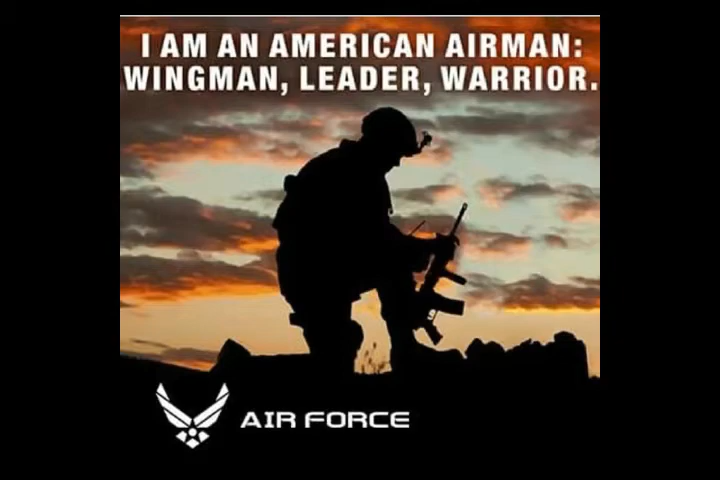 I AM AN AMERICAN AIRMAN:
WINGMAN, LEADER, WARRIOR.
AIR FORCE